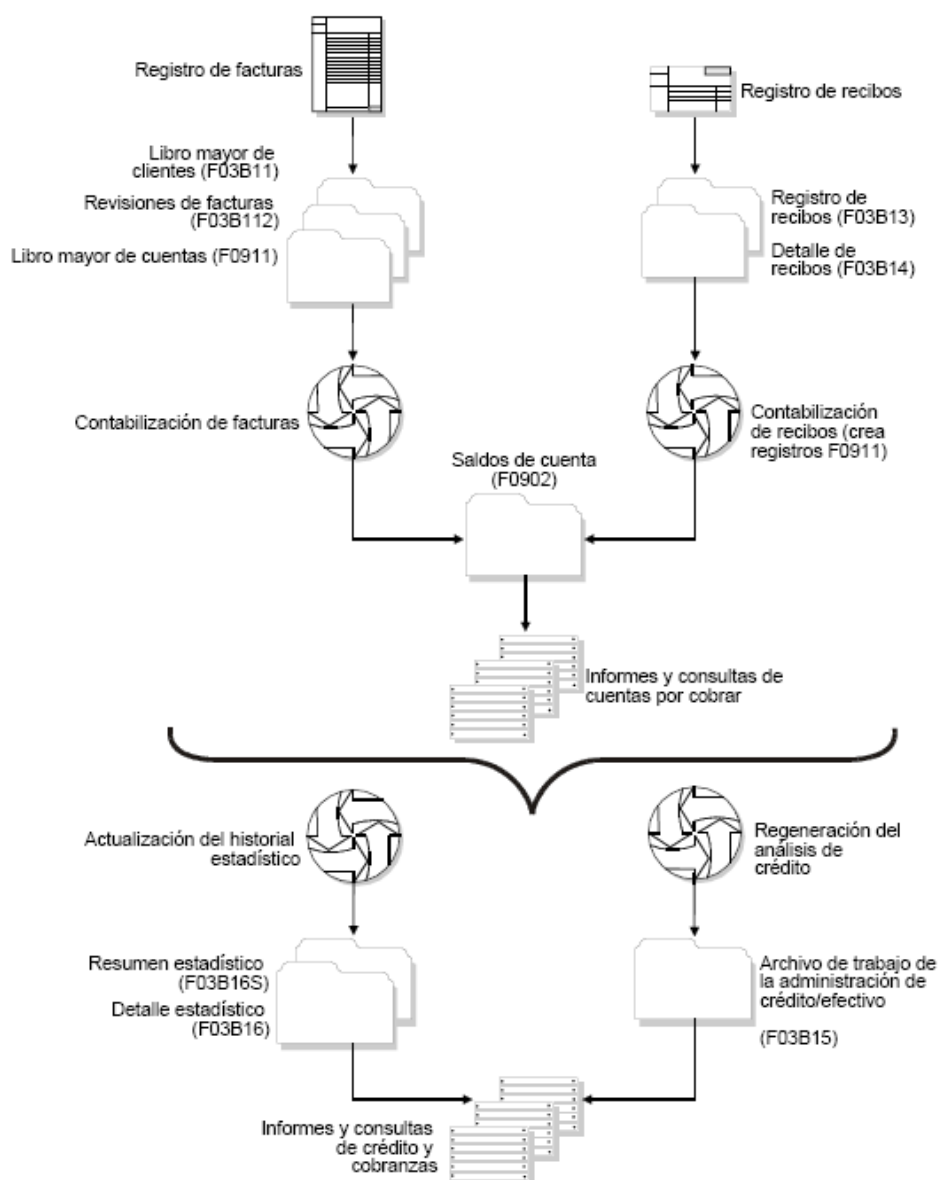 Registro de facturas
Registro de recibos
Libro mayor de
clientes (F03B11)
Revisiones de facturas
(F03B112)
Libro mayor de cuentas (F0911)
Registro de
recibos (F03B13)
Detalle de
recibos (F03B14)
Contabilización de facturas
Contabilización
de recibos (crea
registros F0911)
Saldos de cuenta
(F0902)
Informes y consultas de
cuentas por cobrar
Actualización del historial
estadístico
Regeneración del
análisis de
crédito
Resumen estadístico
(F03B16S)
Detalle estadístico
(F03B16)
Archivo de trabajo de
la administración de
crédito/efectivo
(F03B15)
Informes y consultas
de crédito y
cobranzas